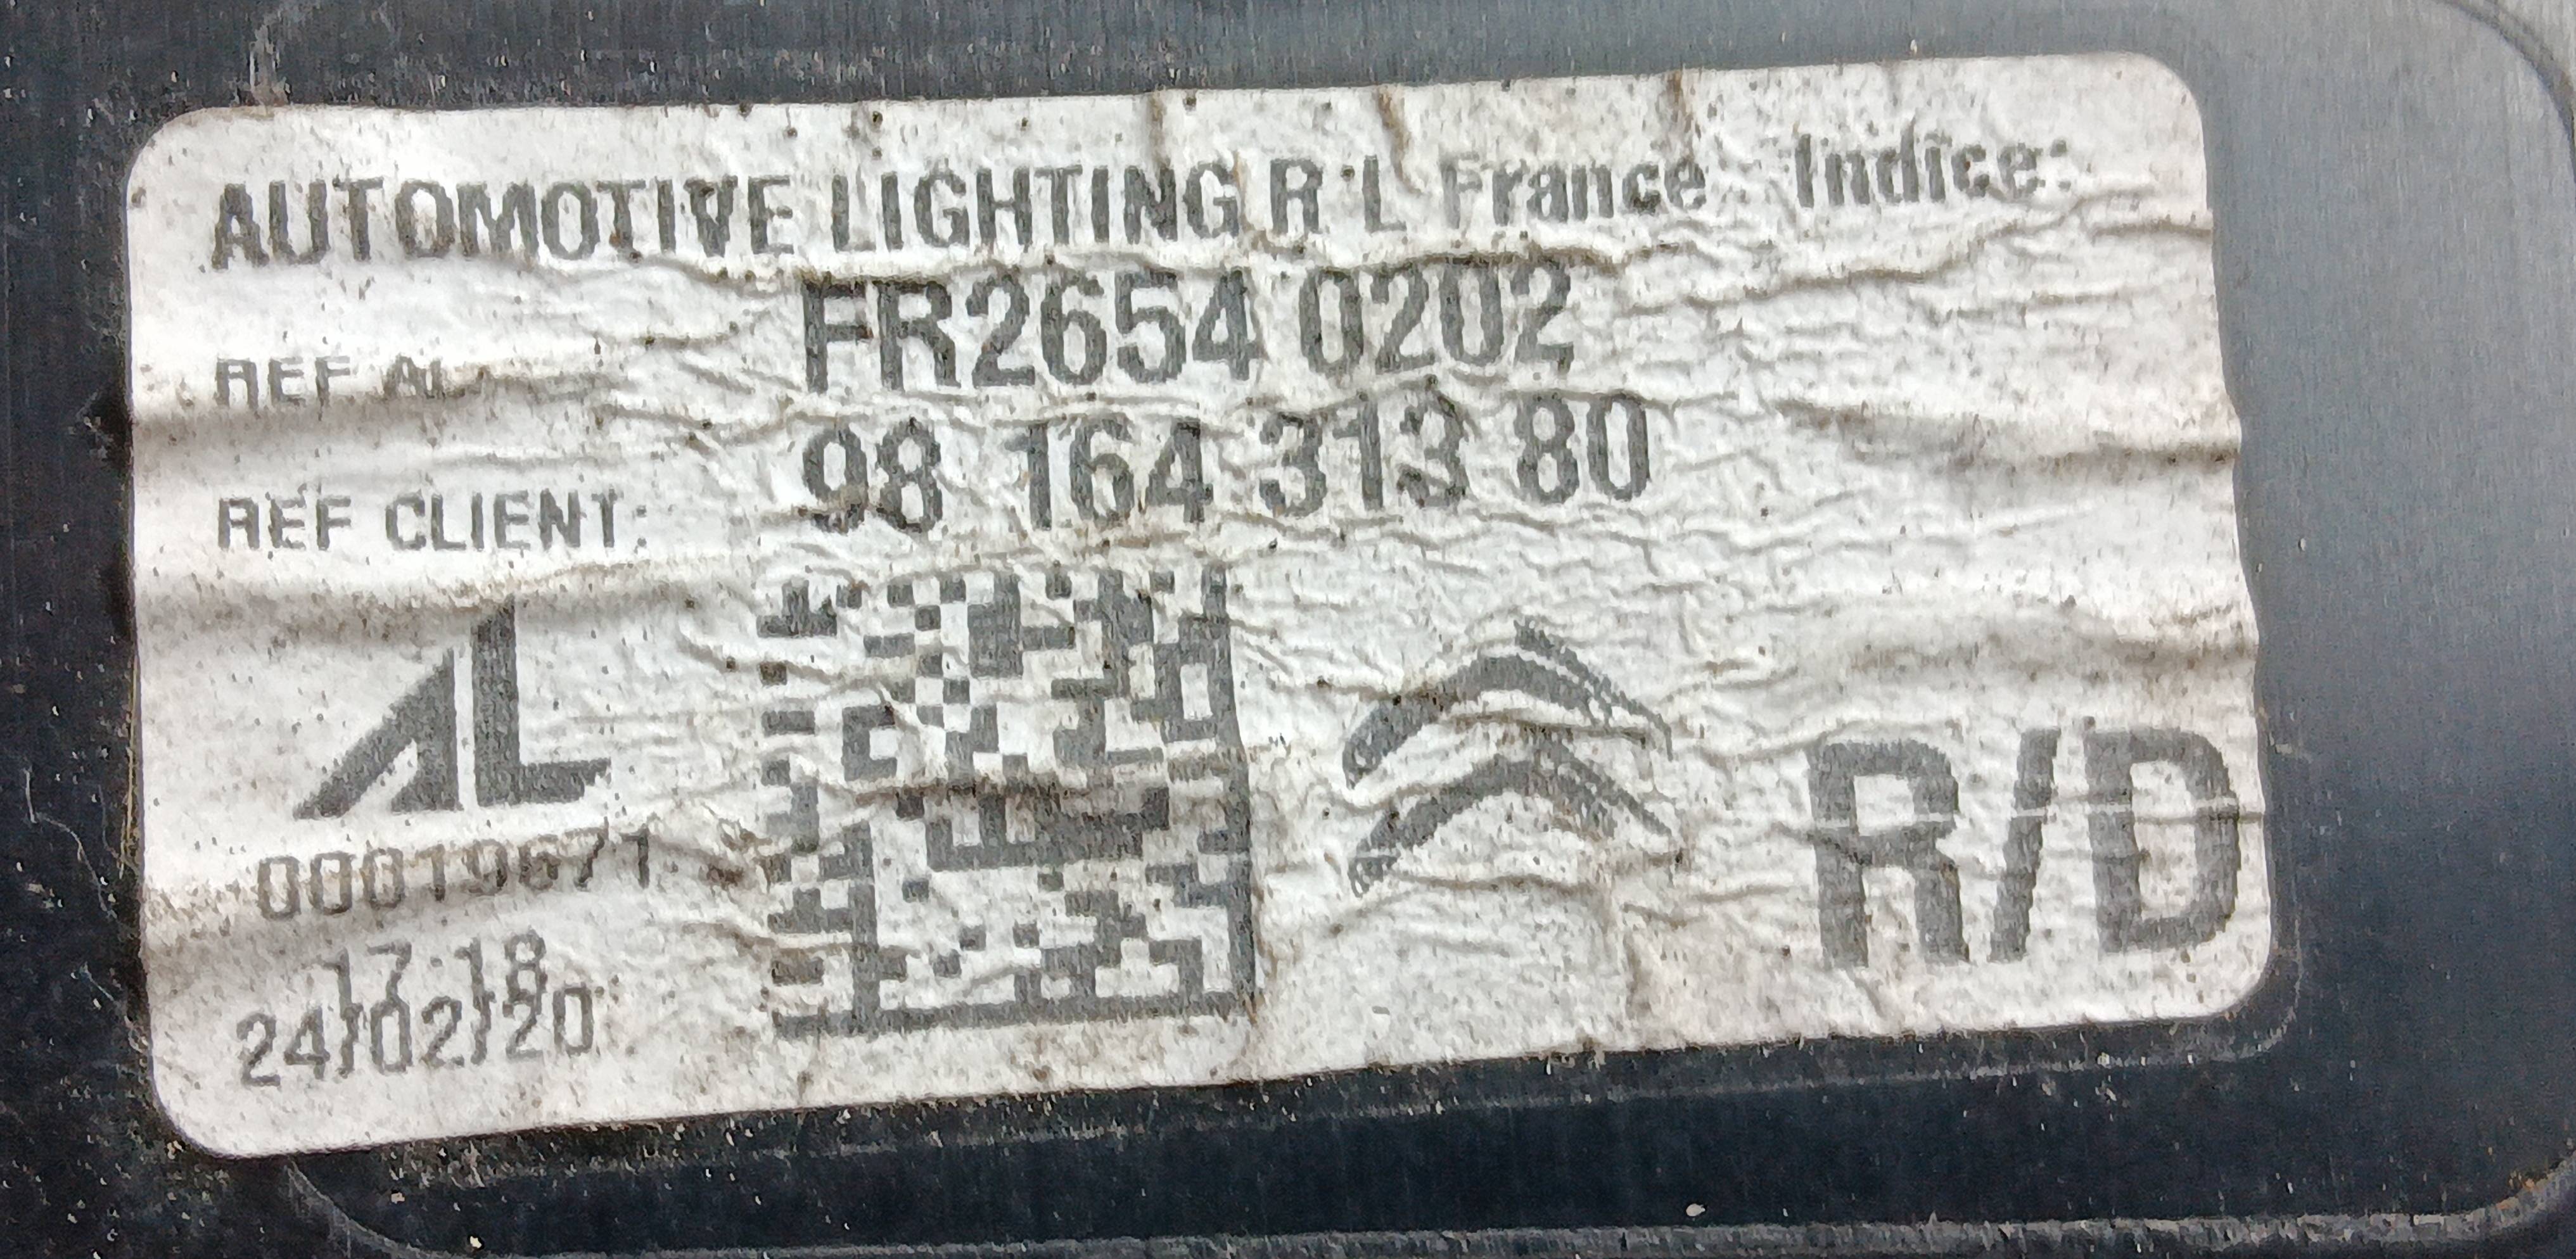 AUTOMOTIVE LIGHTING R L France Indice:
REF AL FR2654 0202
REF CLIENT: 98 164 313 80
AL
00019671
17:18
24/02/20
R/D